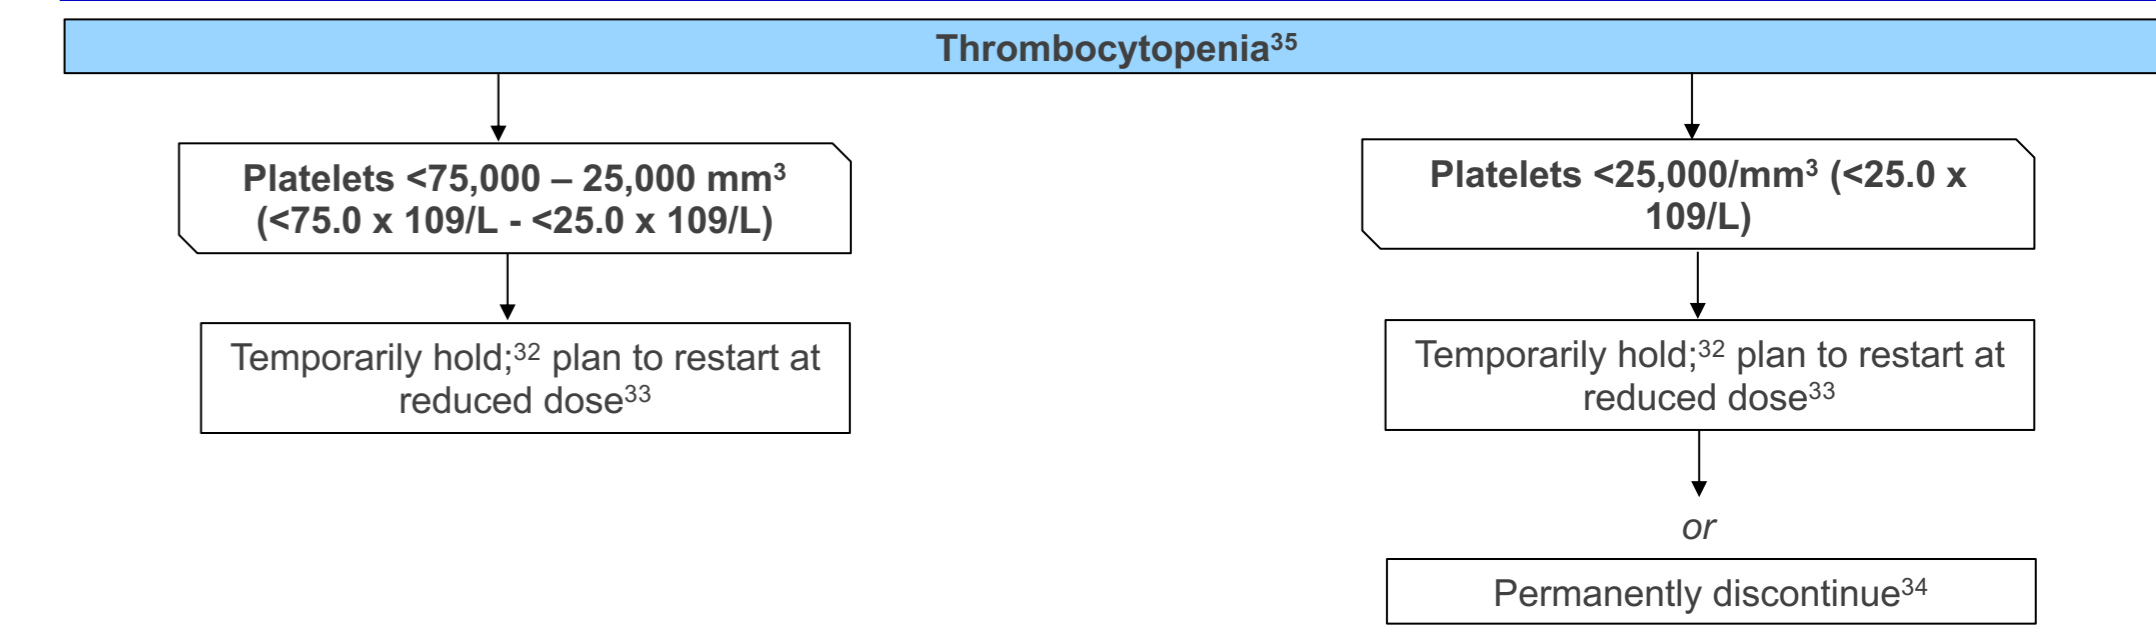 Thrombocytopenia³⁵
Platelets <75,000 – 25,000 mm³
(<75.0 x 109/L - <25.0 x 109/L)
Temporarily hold;³² plan to restart at
reduced dose³³
Platelets <25,000/mm³ (<25.0 x
109/L)
Temporarily hold;³² plan to restart at
reduced dose³³
or
Permanently discontinue³⁴